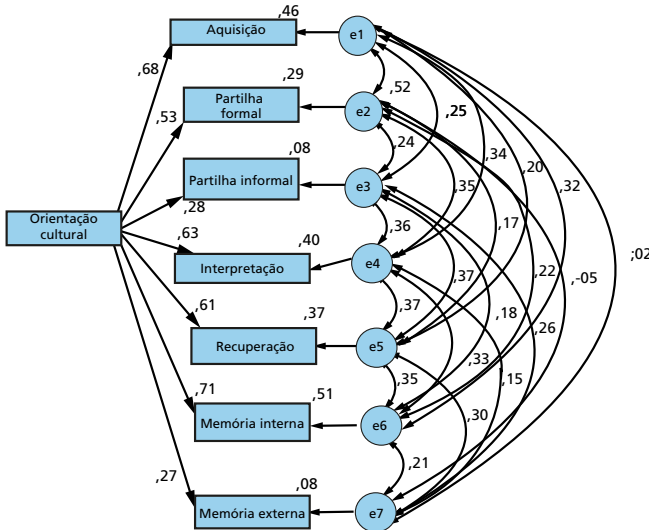 ,46
Aquisição
e1
,68
,29
,52
Partilha
formal
e2
,25
,53
,24
,34
,20
,08
,35
,32
Partilha informal
e3
,28
,17
Orientação
cultural
,36
,63
,40
;02
Interpretação
e4
,37
,22
,-05
,61
,37
,37
,18
,26
Recuperação
e5
,33
,15
,71
,51
,35
,30
Memória interna
e6
,27
,08
,21
Memória externa
e7